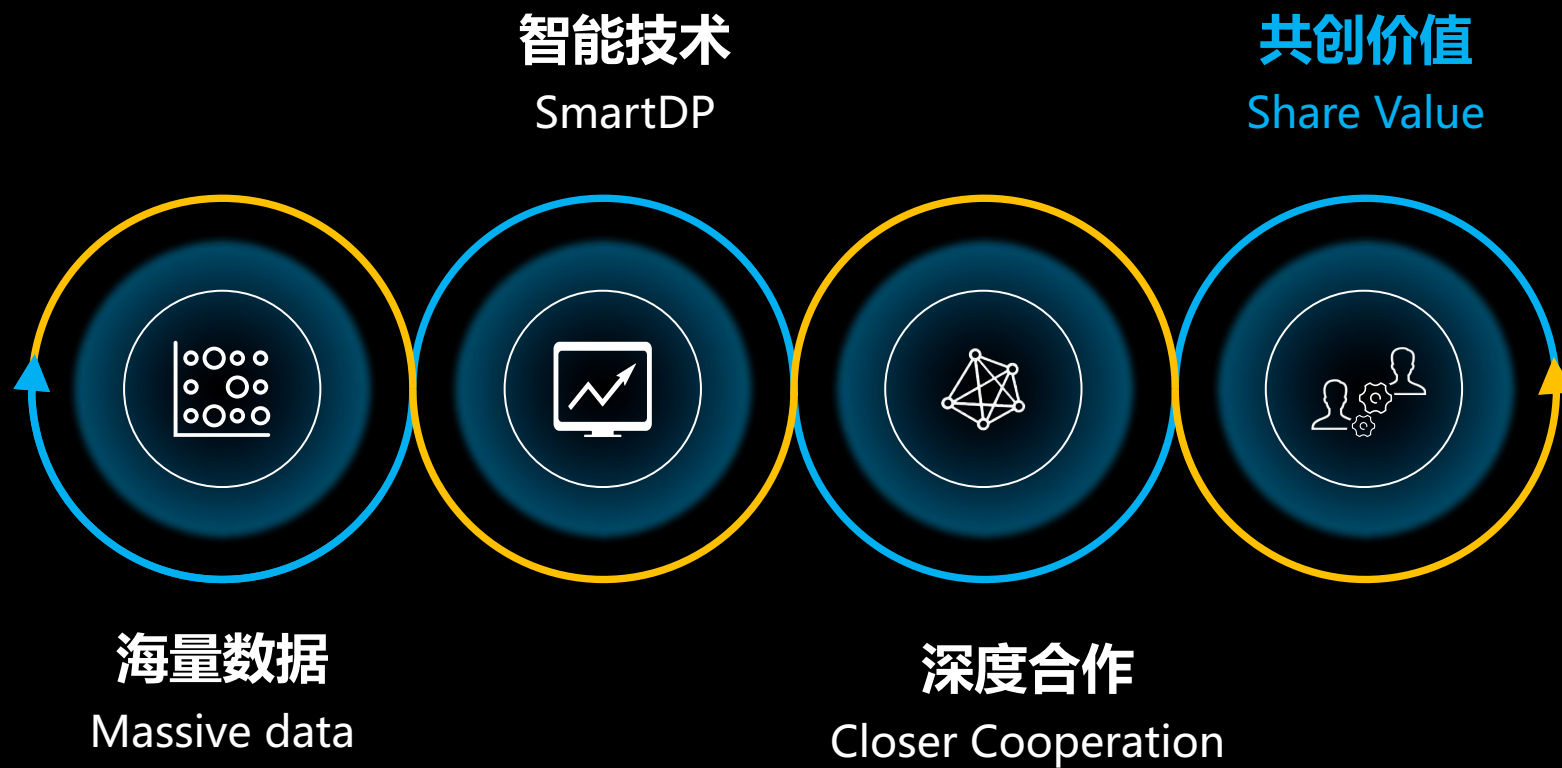 智能技术
SmartDP
共创价值
Share Value
海量数据
Massive data
深度合作
Closer Cooperation